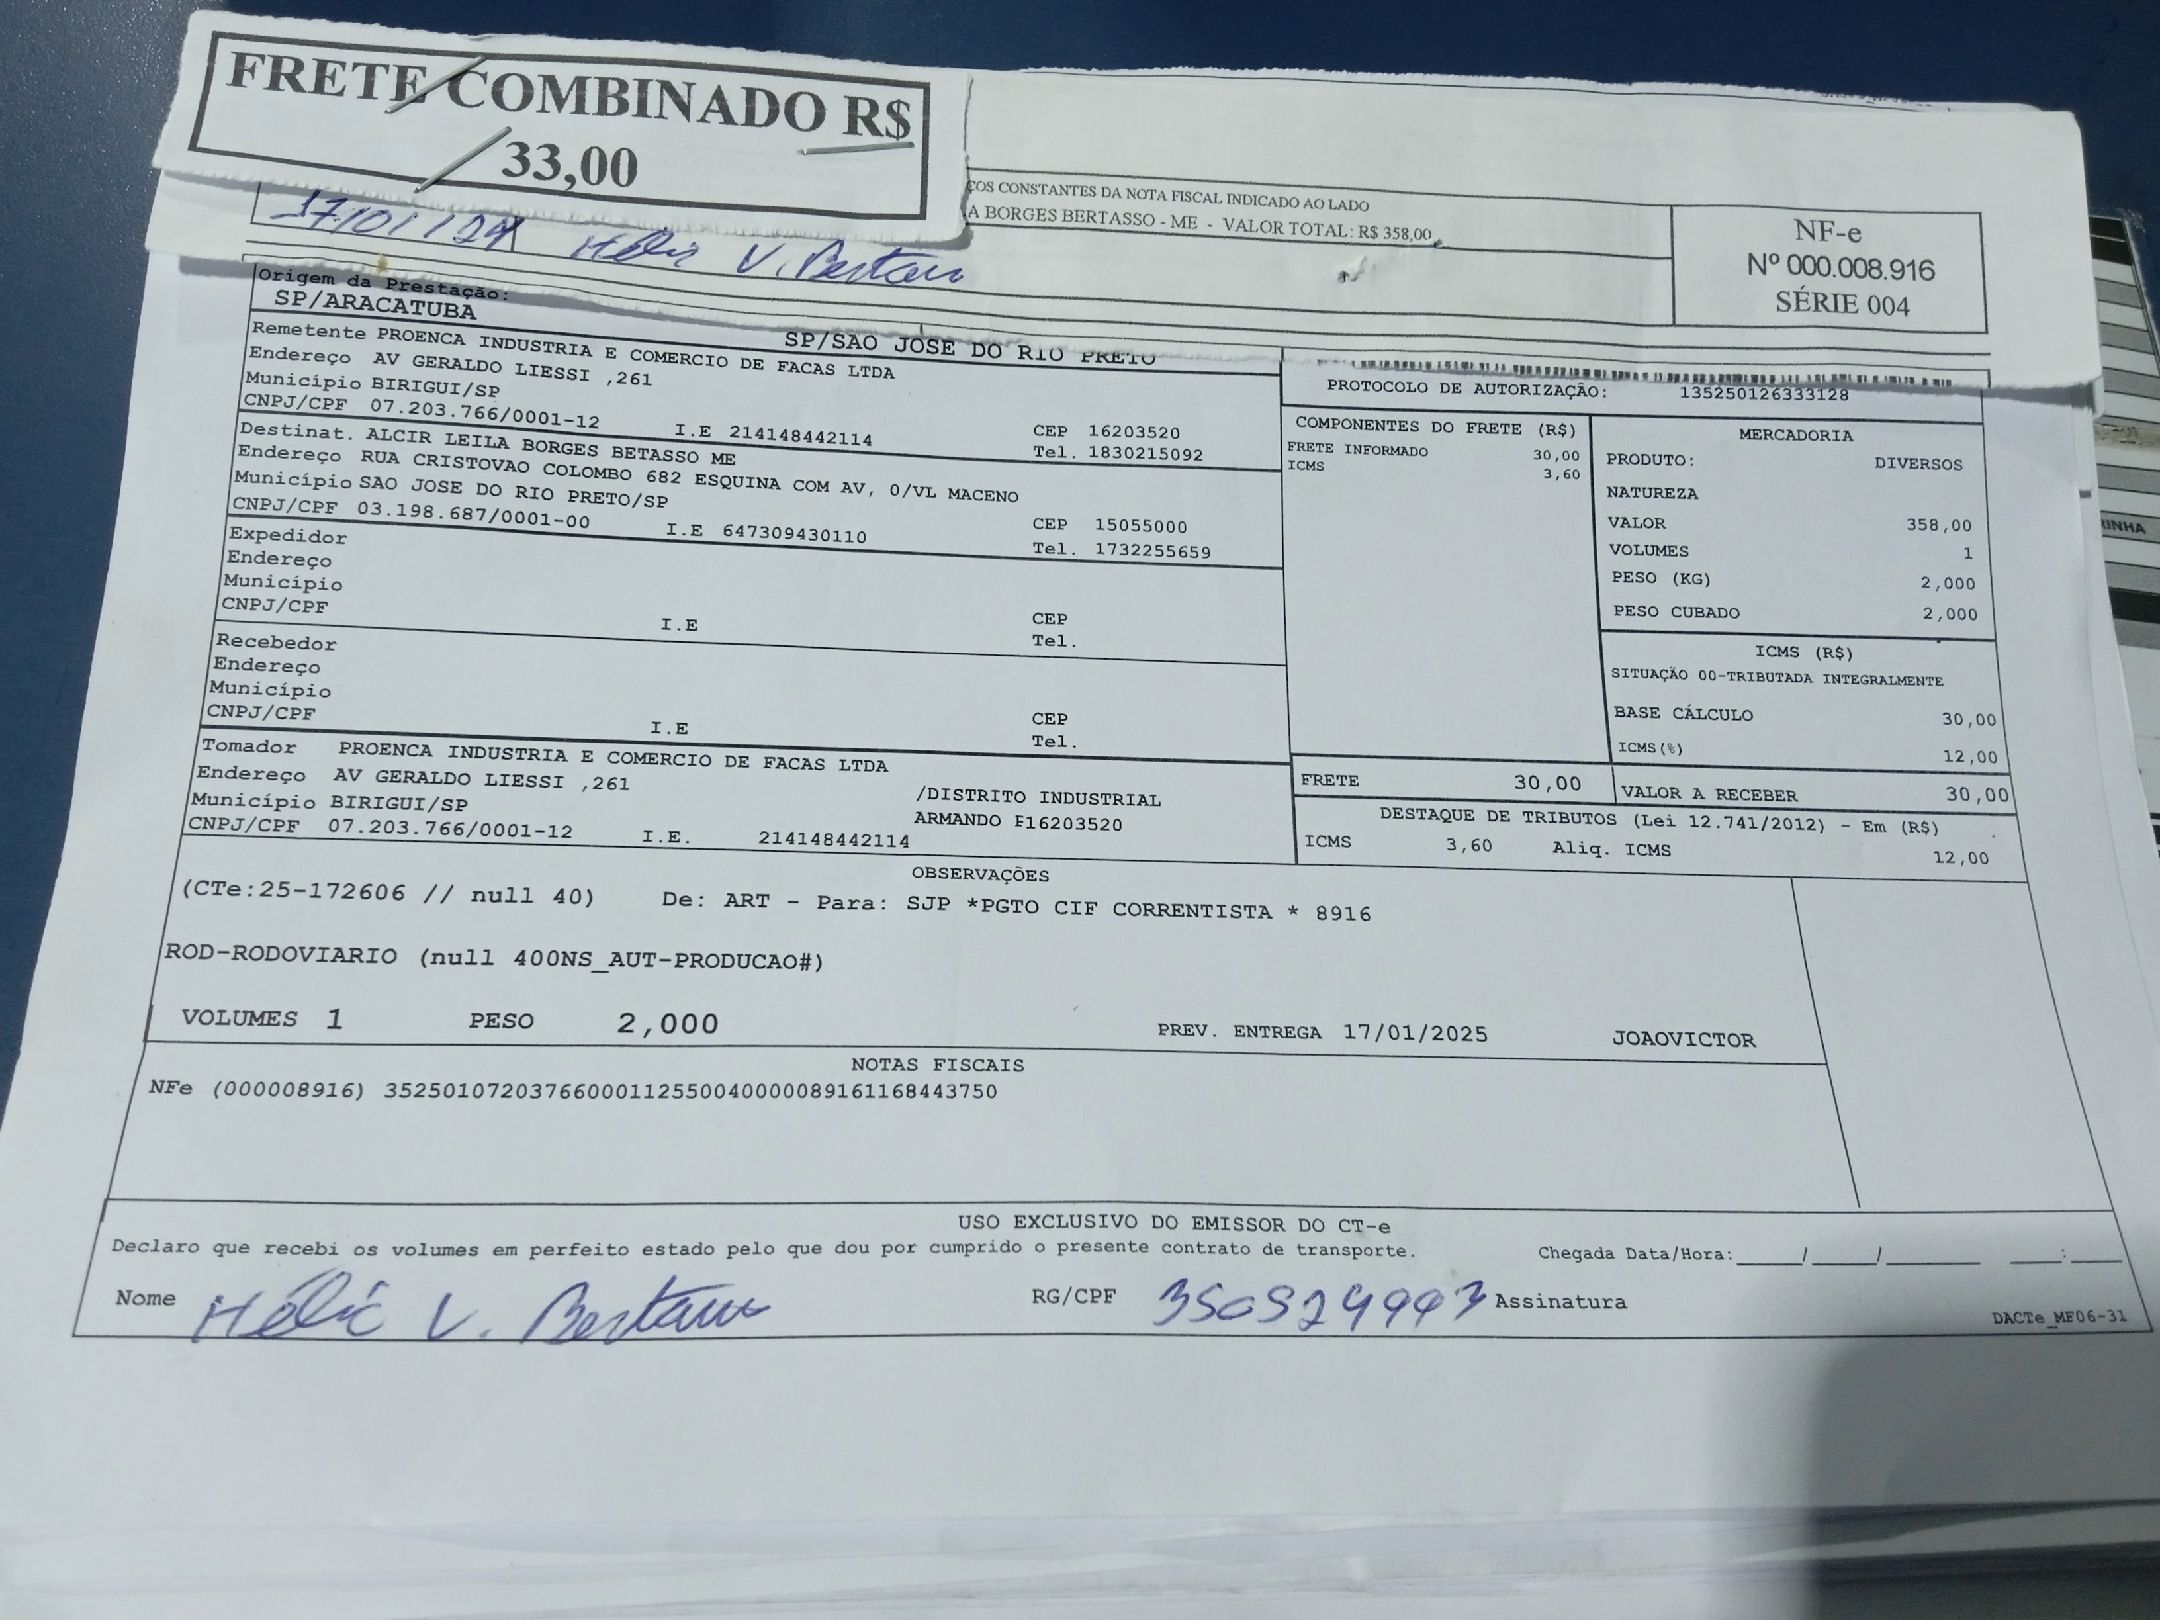 FRETE COMBINADO R$
33,00
ÇOS CONSTANTES DA NOTA FISCAL INDICADO AO LADO
A BORGES BERTASSO - ME - VALOR TOTAL: R$ 358,00
NF-e
Nº 000.008.916
SÉRIE 004
17/01/24 V.
Origem da Prestação:
SP/ARACATUBA
SP/SAO JOSE DO RIO PRETO
Remetente PROENCA INDUSTRIA E COMERCIO DE FACAS LTDA
Endereço AV GERALDO LIESSI ,261
Município BIRIGUI/SP CEP 16203520
CNPJ/CPF 07.203.766/0001-12 I.E 214148442114 Tel. 1830215092
Destinat. ALCIR LEILA BORGES BETASSO ME
Endereço RUA CRISTOVAO COLOMBO 682 ESQUINA COM AV, 0/VL MACENO
Município SAO JOSE DO RIO PRETO/SP CEP 15055000
CNPJ/CPF 03.198.687/0001-00 I.E 647309430110 Tel. 1732255659
Expedidor
Endereço
Município CEP
CNPJ/CPF I.E Tel.
Recebedor
Endereço
Município CEP
CNPJ/CPF I.E Tel.
Tomador PROENCA INDUSTRIA E COMERCIO DE FACAS LTDA
Endereço AV GERALDO LIESSI ,261 /DISTRITO INDUSTRIAL
Município BIRIGUI/SP ARMANDO F16203520
CNPJ/CPF 07.203.766/0001-12 I.E. 214148442114
PROTOCOLO DE AUTORIZAÇÃO: 135250126333128
COMPONENTES DO FRETE (R$)
FRETE INFORMADO 30,00
ICMS 3,60
MERCADORIA
PRODUTO: DIVERSOS
NATUREZA
VALOR 358,00
VOLUMES 1
PESO (KG) 2,000
PESO CUBADO 2,000
ICMS (R$)
SITUAÇÃO 00-TRIBUTADA INTEGRALMENTE
BASE CÁLCULO 30,00
ICMS(%) 12,00
FRETE 30,00 VALOR A RECEBER 30,00
DESTAQUE DE TRIBUTOS (Lei 12.741/2012) - Em (R$)
ICMS 3,60 Aliq. ICMS 12,00
OBSERVAÇÕES
(CTe:25-172606 // null 40) De: ART - Para: SJP *PGTO CIF CORRENTISTA * 8916
ROD-RODOVIARIO (null 400NS_AUT-PRODUCAO#)
VOLUMES 1 PESO 2,000 PREV. ENTREGA 17/01/2025 JOAOVICTOR
NOTAS FISCAIS
NFe (000008916) 35250107203766000112550040000089161168443750
USO EXCLUSIVO DO EMISSOR DO CT-e
Declaro que recebi os volumes em perfeito estado pelo que dou por cumprido o presente contrato de transporte. Chegada Data/Hora:____/____/______ ___:___
Nome V. RG/CPF Assinatura
DACTe_MF06-31
RINHA